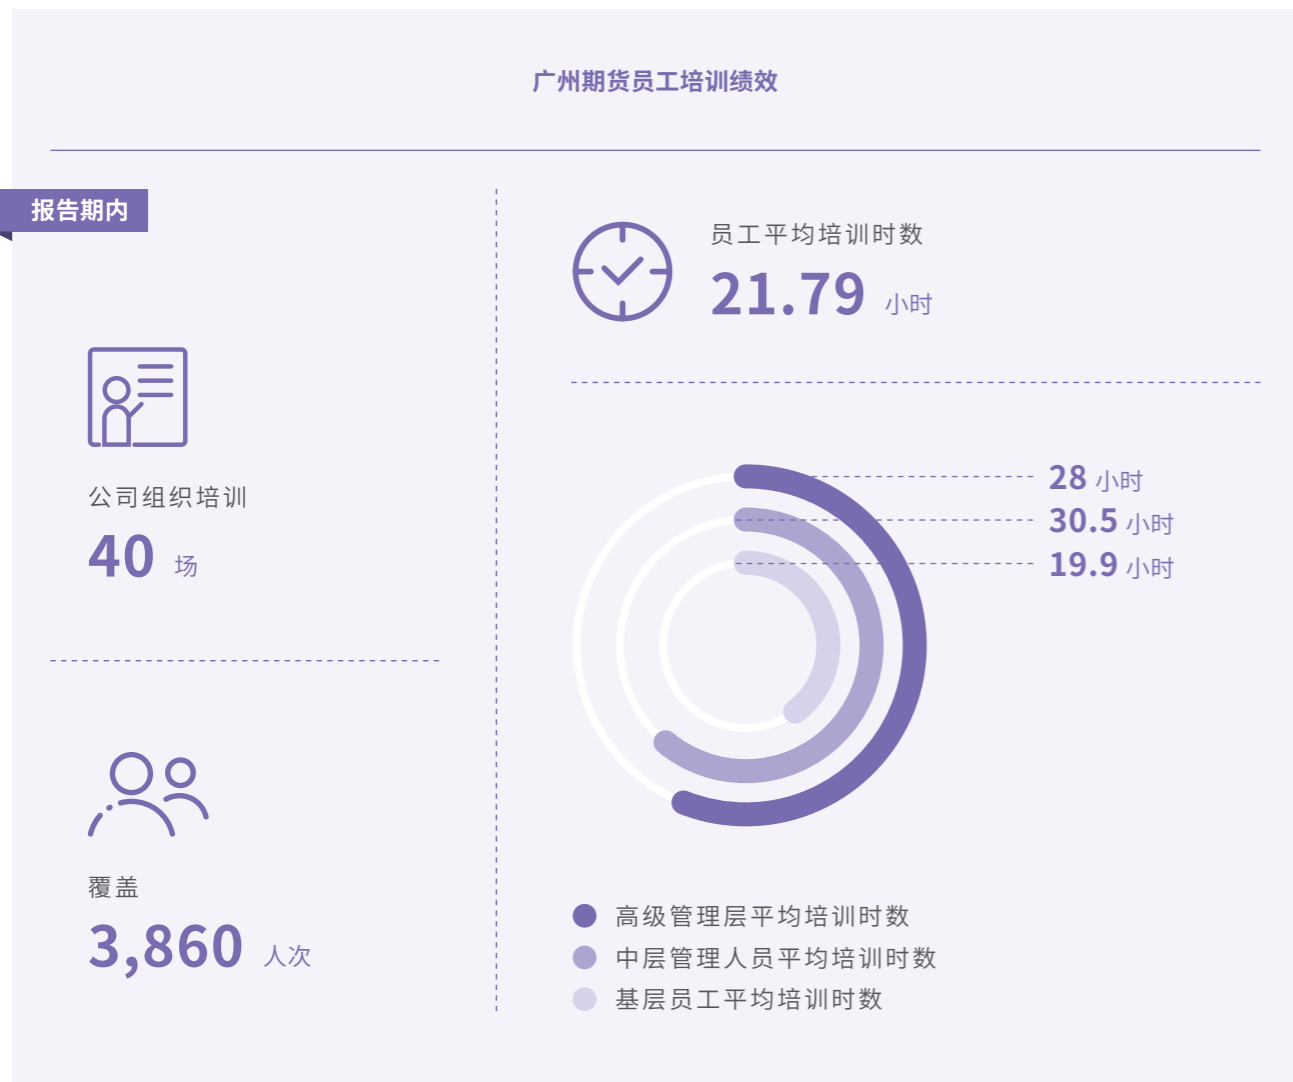 广州期货员工培训绩效
报告期内
公司组织培训
40 场
覆盖
3,860 人次
员工平均培训时数
21.79 小时
28 小时
30.5 小时
19.9 小时
高级管理层平均培训时数
中层管理人员平均培训时数
基层员工平均培训时数